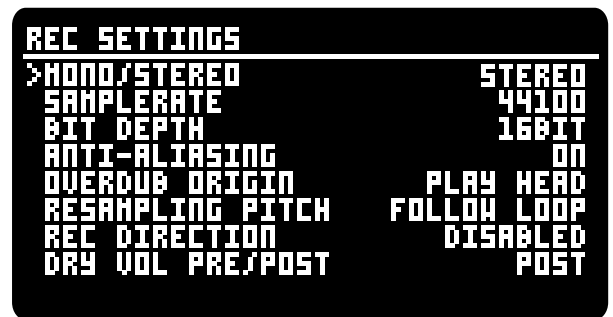 REC SETTINGS
>MONO/STEREO STEREO
SAMPLERATE 44100
BIT DEPTH 16BIT
ANTI-ALIASING ON
OVERDUB ORIGIN PLAY HEAD
RESAMPLING PITCH FOLLOW LOOP
REC DIRECTION DISABLED
DRY VOL PRE/POST POST